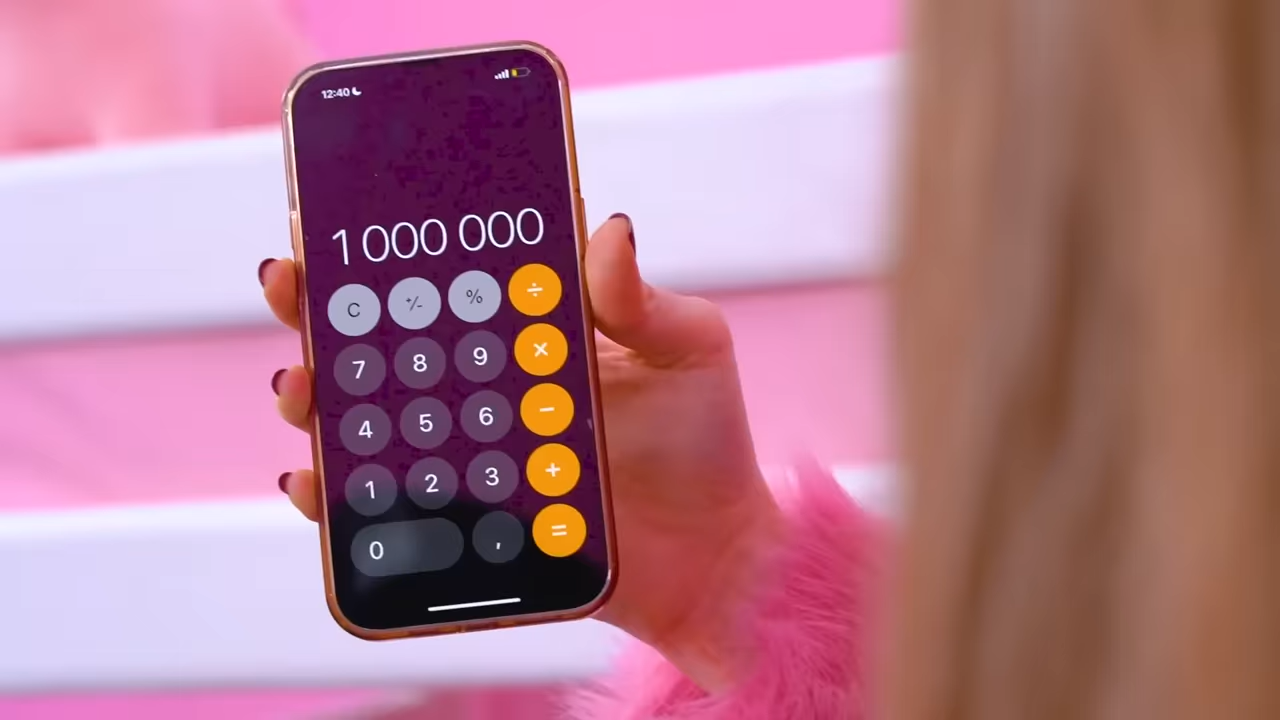 12:40
1 000 000
C +/- % ÷
7 8 9 ×
4 5 6 −
1 2 3 +
0 , =